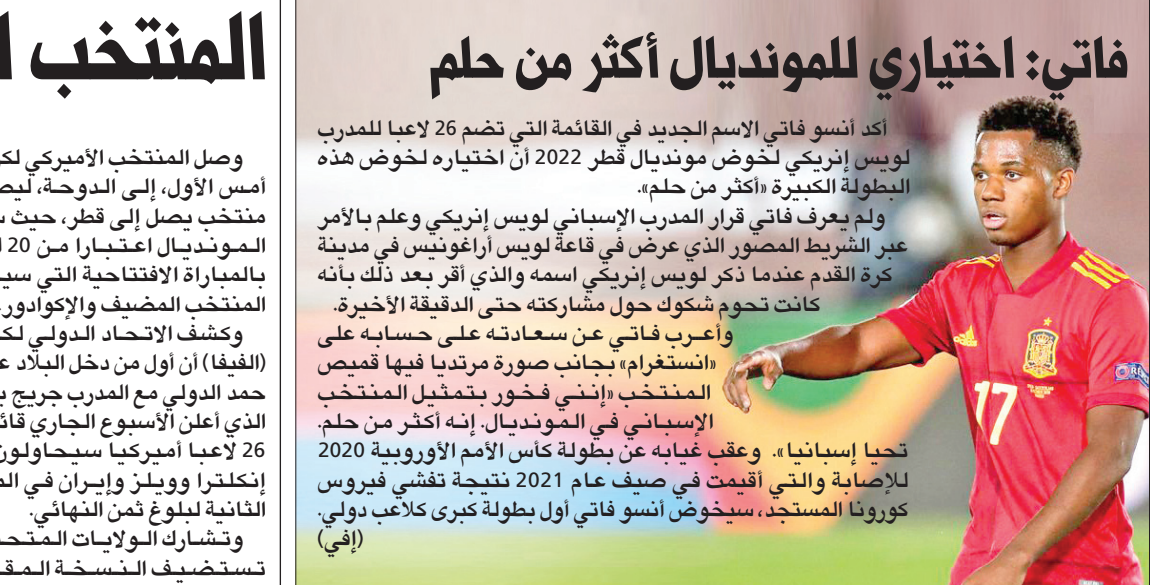 فاتي: اختياري للمونديال أكثر من حلم
أكد أنسو فاتي الاسم الجديد في القائمة التي تضم 26 لاعبا للمدرب
لويس إنريكي لخوض مونديال قطر 2022 أن اختياره لخوض هذه
البطولة الكبيرة «أكثر من حلم».
ولم يعرف فاتي قرار المدرب الإسباني لويس إنريكي وعلم بالأمر
عبر الشريط المصور الذي عرض في قاعة لويس أراغونيس في مدينة
كرة القدم عندما ذكر لويس إنريكي اسمه والذي أقر بعد ذلك بأنه
كانت تحوم شكوك حول مشاركته حتى الدقيقة الأخيرة.
وأعرب فاتي عن سعادته على حسابه على
«انستغرام» بجانب صورة مرتديا فيها قميص
المنتخب «إنني فخور بتمثيل المنتخب
الإسباني في المونديال. إنه أكثر من حلم.
تحيا إسبانيا». وعقب غيابه عن بطولة كأس الأمم الأوروبية 2020
للإصابة والتي أقيمت في صيف عام 2021 نتيجة تفشي فيروس
كورونا المستجد، سيخوض أنسو فاتي أول بطولة كبرى كلاعب دولي.
(إفي)
adidas
17
المنتخب
وصل المنتخب الأميركي
أمس الأول، إلى الدوحة،
منتخب يصل إلى قطر، حيث
المونديال اعتبارا من 20
بالمباراة الافتتاحية التي
المنتخب المضيف والإكوادور.
وكشف الاتحاد الدولي
(الفيفا) أن أول من دخل البلاد
حمد الدولي مع المدرب جريج
الذي أعلن الأسبوع الجاري
26 لاعبا أميركيا سيحاولون
إنكلترا وويلز وإيران في
الثانية لبلوغ ثمن النهائي.
وتشارك الولايات
تستضيف النسخة